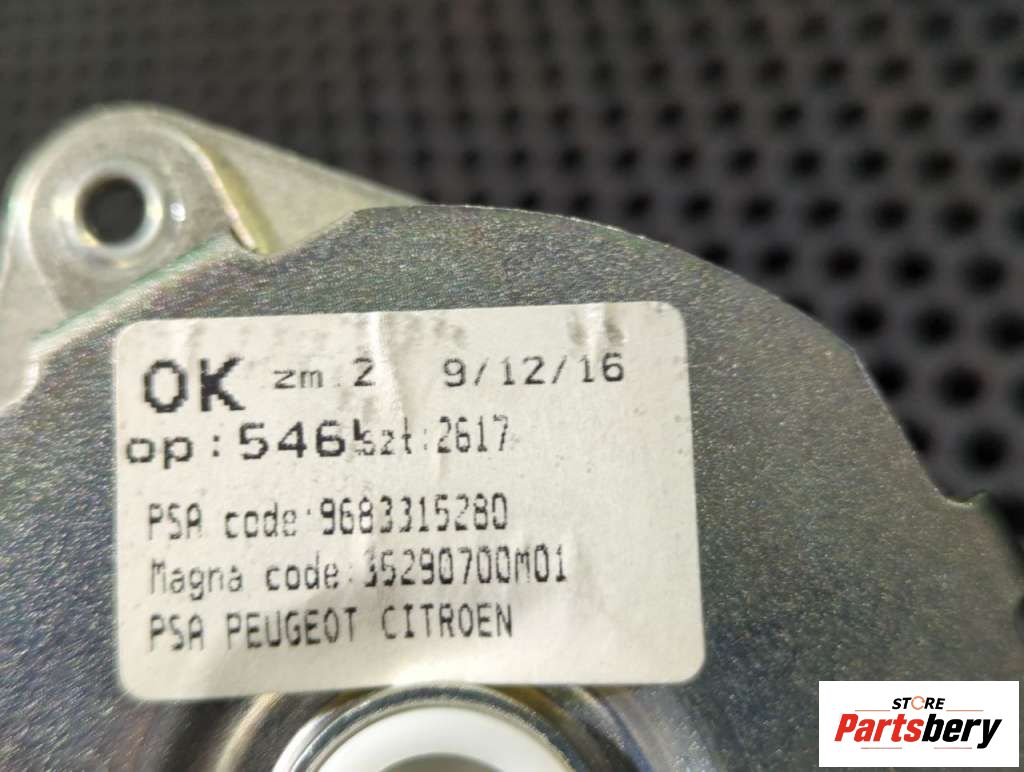 OK zm.2 9/12/16
op:546 szt:2617
PSA code:9683315280
Magna code:35290700M01
PSA PEUGEOT CITROEN
STORE
Partsbery